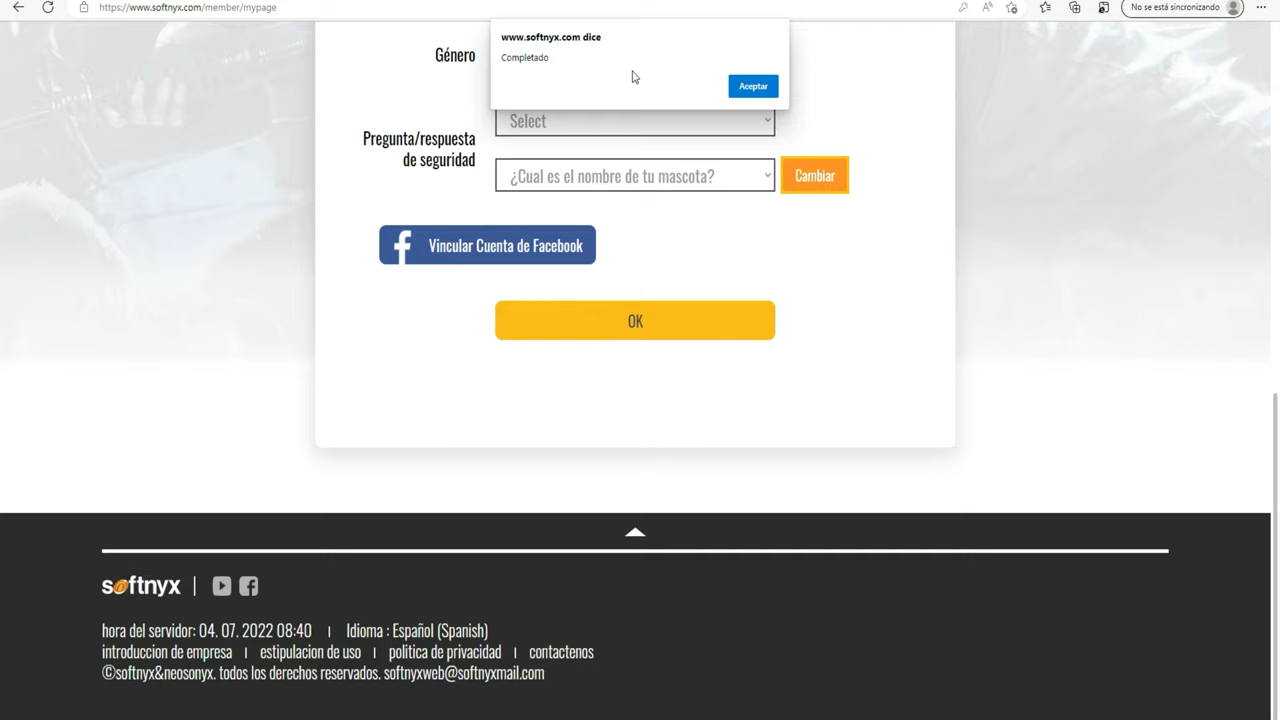 https://www.softnyx.com/member/mypage
No se está sincronizando
www.softnyx.com dice
Completado
Aceptar
Género
Select
Pregunta/respuesta
de seguridad
¿Cual es el nombre de tu mascota?
Cambiar
Vincular Cuenta de Facebook
OK
softnyx
hora del servidor: 04. 07. 2022 08:40 | Idioma : Español (Spanish)
introduccion de empresa | estipulacion de uso | politica de privacidad | contactenos
©softnyx&neosonyx. todos los derechos reservados. softnyxweb@softnyxmail.com